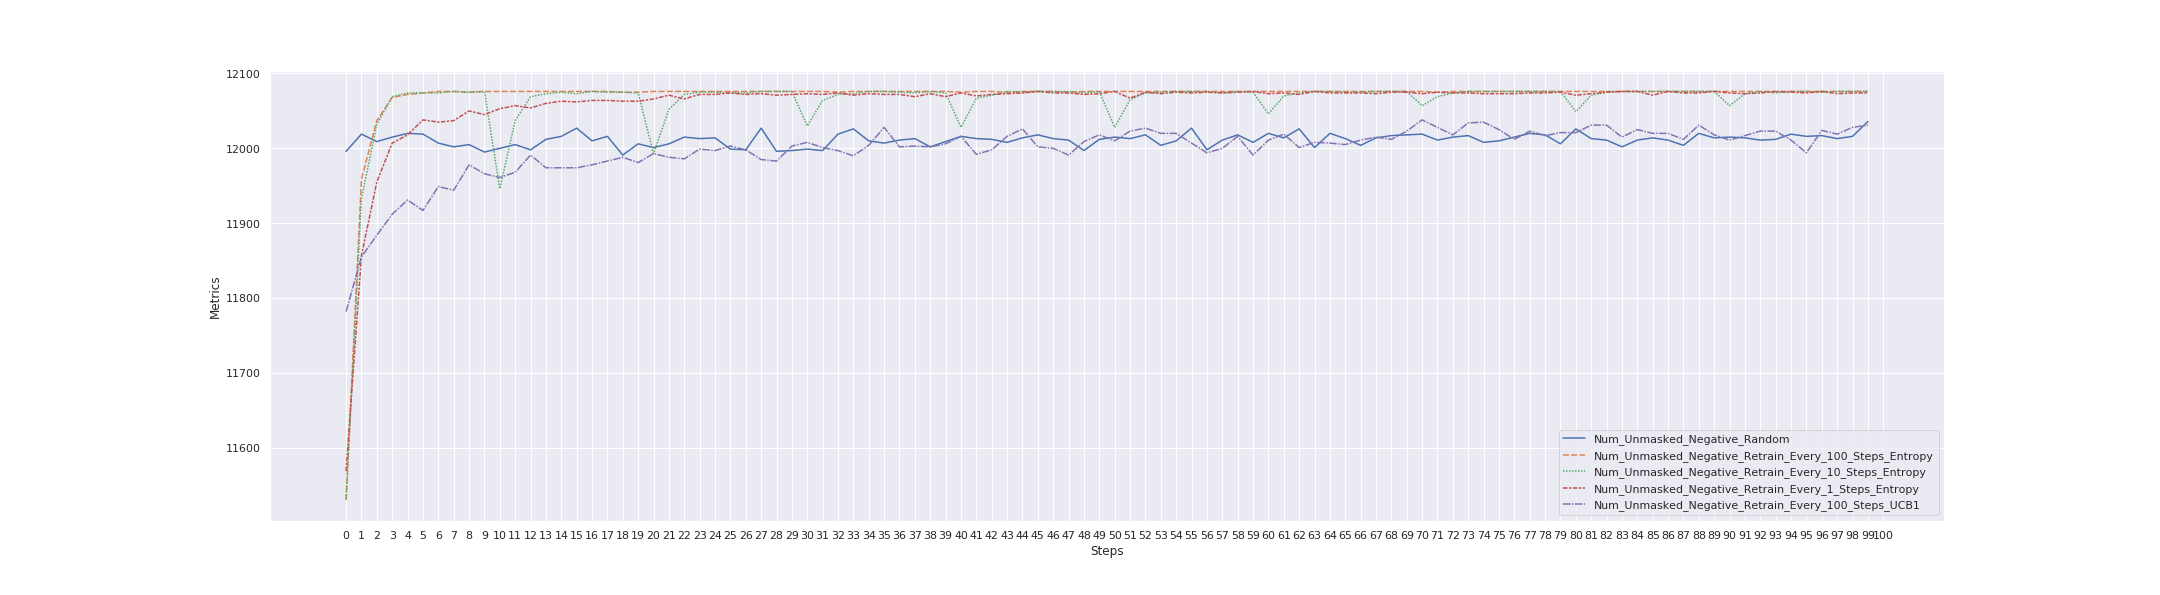 12100
12000
11900
11800
11700
11600
Metrics
Num_Unmasked_Negative_Random
Num_Unmasked_Negative_Retrain_Every_100_Steps_Entropy
Num_Unmasked_Negative_Retrain_Every_10_Steps_Entropy
Num_Unmasked_Negative_Retrain_Every_1_Steps_Entropy
Num_Unmasked_Negative_Retrain_Every_100_Steps_UCB1
0 1 2 3 4 5 6 7 8 9 10 11 12 13 14 15 16 17 18 19 20 21 22 23 24 25 26 27 28 29 30 31 32 33 34 35 36 37 38 39 40 41 42 43 44 45 46 47 48 49 50 51 52 53 54 55 56 57 58 59 60 61 62 63 64 65 66 67 68 69 70 71 72 73 74 75 76 77 78 79 80 81 82 83 84 85 86 87 88 89 90 91 92 93 94 95 96 97 98 99 100
Steps